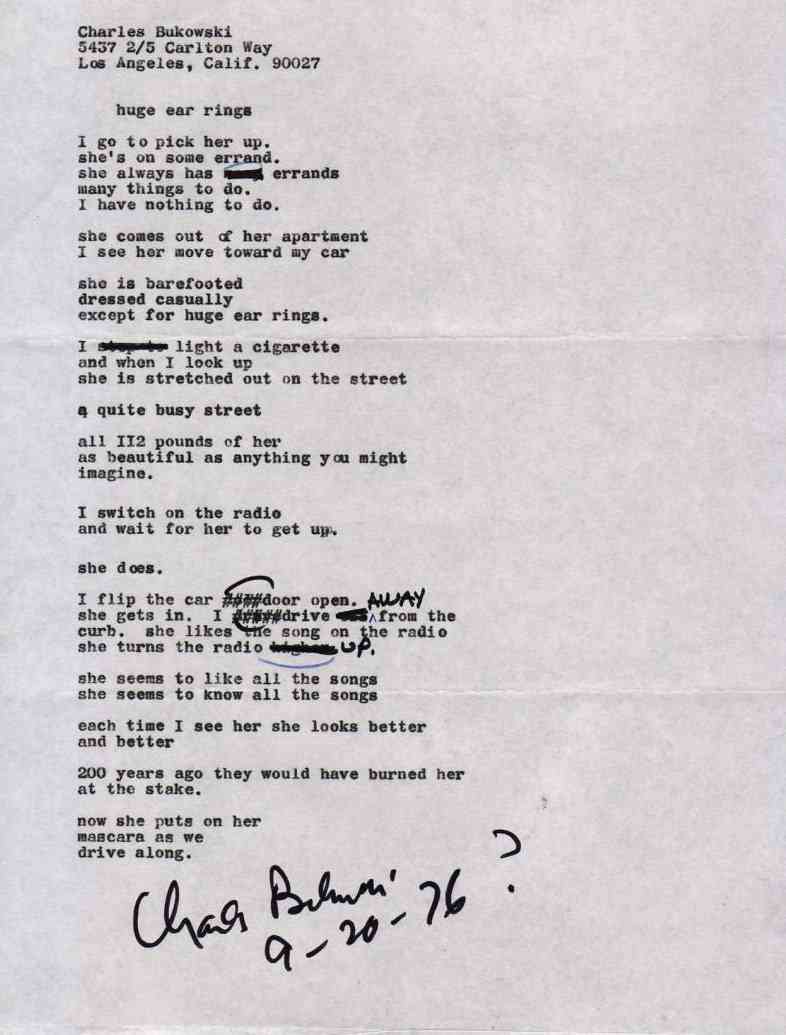 Charles Bukowski
5437 2/5 Carlton Way
Los Angeles, Calif. 90027
huge ear rings
I go to pick her up.
she's on some errand.
she always has errands
many things to do.
I have nothing to do.
she comes out of her apartment
I see her move toward my car
she is barefooted
dressed casually
except for huge ear rings.
I light a cigarette
and when I look up
she is stretched out on the street
a quite busy street
all II2 pounds of her
as beautiful as anything you might
imagine.
I switch on the radio
and wait for her to get up.
she does.
I flip the car ####door open.
she gets in. I #####drive AWAY from the
curb. she likes the song on the radio
she turns the radio UP.
she seems to like all the songs
she seems to know all the songs
each time I see her she looks better
and better
200 years ago they would have burned her
at the stake.
now she puts on her
mascara as we
drive along.
Charles Bukowski ?
9-20-76